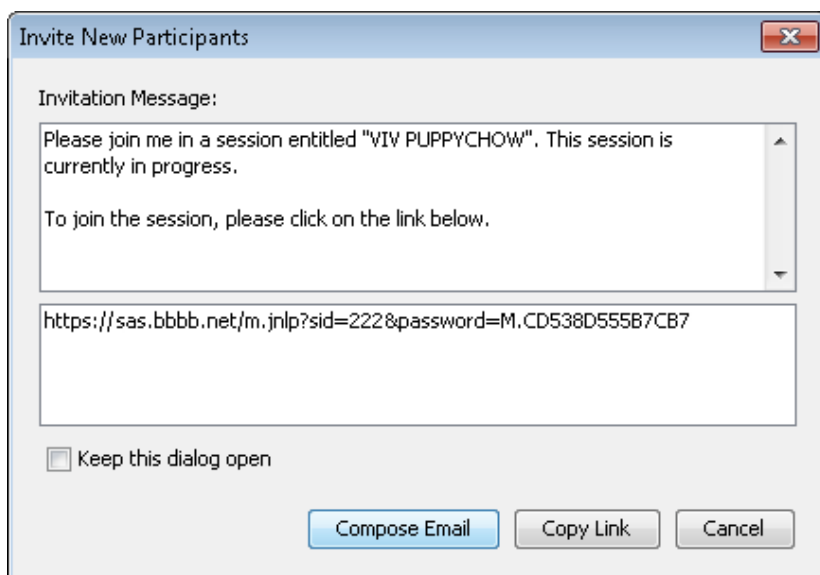 Invite New Participants
Invitation Message:
Please join me in a session entitled "VIV PUPPYCHOW". This session is
currently in progress.
To join the session, please click on the link below.
https://sas.bbbb.net/m.jnlp?sid=222&password=M.CD538D555B7CB7
Keep this dialog open
Compose Email
Copy Link
Cancel